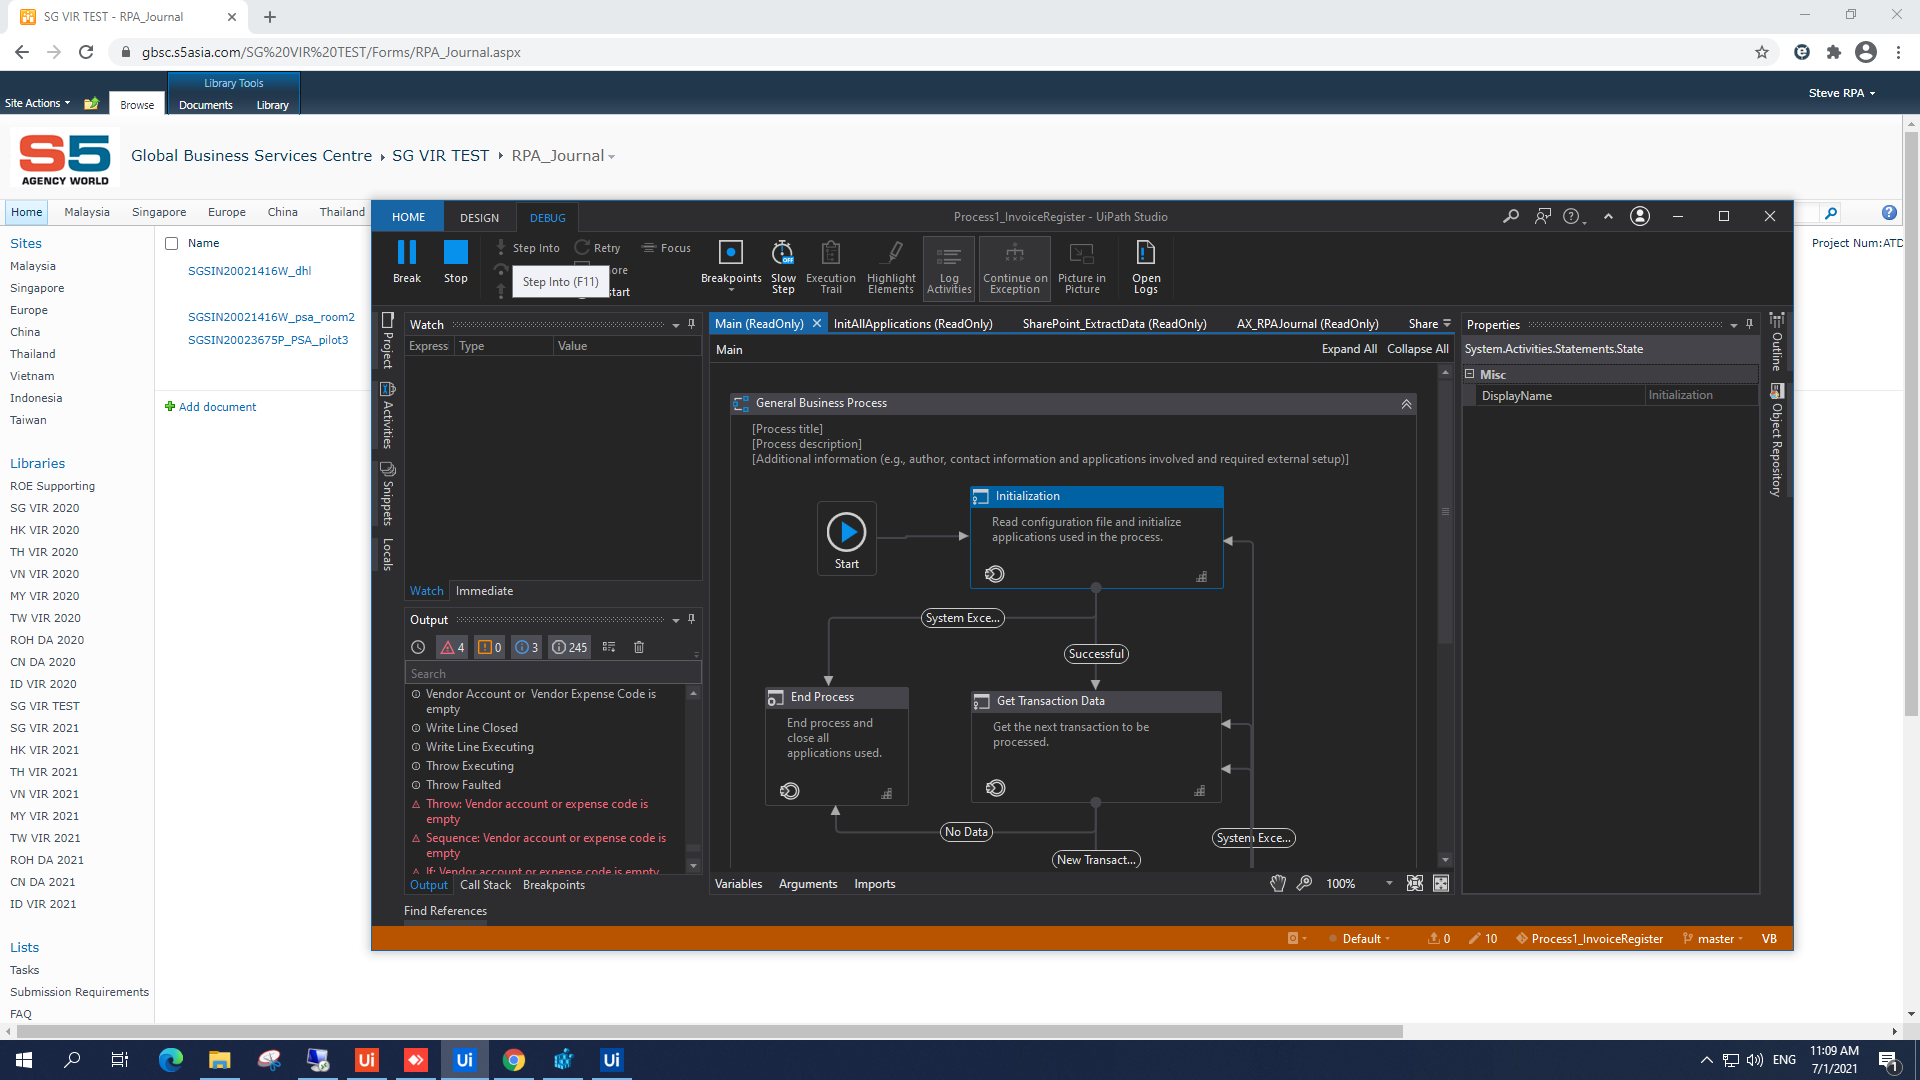 SG VIR TEST - RPA_Journal
gbsc.s5asia.com/SG%20VIR%20TEST/Forms/RPA_Journal.aspx
Library Tools
Site Actions
Browse
Documents
Library
Steve RPA
S5
AGENCY WORLD
Global Business Services Centre
SG VIR TEST
RPA_Journal
Home
Malaysia
Singapore
Europe
China
Thailand
Sites
Malaysia
Singapore
Europe
China
Thailand
Vietnam
Indonesia
Taiwan
Libraries
ROE Supporting
SG VIR 2020
HK VIR 2020
TH VIR 2020
VN VIR 2020
MY VIR 2020
TW VIR 2020
ROH DA 2020
CN DA 2020
ID VIR 2020
SG VIR TEST
SG VIR 2021
HK VIR 2021
TH VIR 2021
VN VIR 2021
MY VIR 2021
TW VIR 2021
ROH DA 2021
CN DA 2021
ID VIR 2021
Lists
Tasks
Submission Requirements
FAQ
Name
SGSIN20021416W_dhl
SGSIN20021416W_psa_room2
SGSIN20023675P_PSA_pilot3
Add document
Project Num:ATD
HOME
DESIGN
DEBUG
Process1_InvoiceRegister - UiPath Studio
Break
Stop
Step Into
Retry
Focus
Step Into (F11)
Breakpoints
Slow Step
Execution Trail
Highlight Elements
Log Activities
Continue on Exception
Picture in Picture
Open Logs
Project
Activities
Snippets
Locals
Watch
Express
Type
Value
Watch
Immediate
Output
4
0
3
245
Search
Vendor Account or Vendor Expense Code is
empty
Write Line Closed
Write Line Executing
Throw Executing
Throw Faulted
Throw: Vendor account or expense code is
empty
Sequence: Vendor account or expense code is
empty
If: Vendor account or expense code is empty
Output
Call Stack
Breakpoints
Find References
Main (ReadOnly)
InitAllApplications (ReadOnly)
SharePoint_ExtractData (ReadOnly)
AX_RPAJournal (ReadOnly)
Share
Main
Expand All
Collapse All
General Business Process
[Process title]
[Process description]
[Additional information (e.g., author, contact information and applications involved and required external setup)]
Start
Initialization
Read configuration file and initialize
applications used in the process.
System Exce...
Successful
End Process
End process and
close all
applications used.
Get Transaction Data
Get the next transaction to be
processed.
No Data
System Exce...
New Transact...
Variables
Arguments
Imports
100%
Properties
System.Activities.Statements.State
Misc
DisplayName
Initialization
Outline
Object Repository
Default
0
10
Process1_InvoiceRegister
master
VB
Ui
Ui
Ui
ENG
11:09 AM
7/1/2021
1